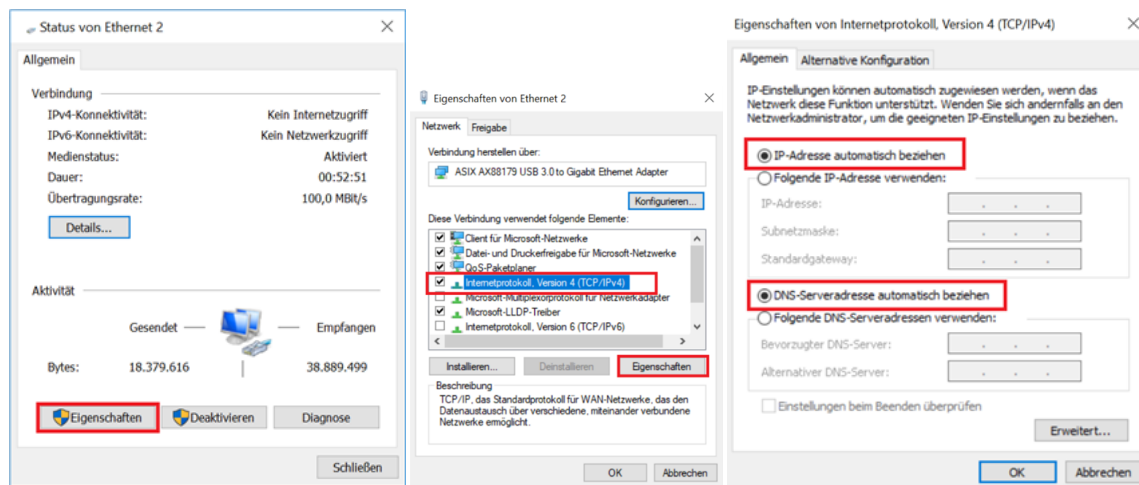 Status von Ethernet 2
Allgemein
Verbindung
IPv4-Konnektivität: Kein Internetzugriff
IPv6-Konnektivität: Kein Netzwerkzugriff
Medienstatus: Aktiviert
Dauer: 00:52:51
Übertragungsrate: 100,0 MBit/s
Details...
Aktivität
Gesendet — — Empfangen
Bytes: 18.379.616 38.889.499
Eigenschaften Deaktivieren Diagnose
Schließen
Eigenschaften von Ethernet 2
Netzwerk Freigabe
Verbindung herstellen über:
ASIX AX88179 USB 3.0 to Gigabit Ethernet Adapter
Konfigurieren...
Diese Verbindung verwendet folgende Elemente:
Client für Microsoft-Netzwerke
Datei- und Druckerfreigabe für Microsoft-Netzwerke
QoS-Paketplaner
Internetprotokoll, Version 4 (TCP/IPv4)
Microsoft-Multiplexorprotokoll für Netzwerkadapter
Microsoft-LLDP-Treiber
Internetprotokoll, Version 6 (TCP/IPv6)
Installieren... Deinstallieren Eigenschaften
Beschreibung
TCP/IP, das Standardprotokoll für WAN-Netzwerke, das den
Datenaustausch über verschiedene, miteinander verbundene
Netzwerke ermöglicht.
OK Abbrechen
Eigenschaften von Internetprotokoll, Version 4 (TCP/IPv4)
Allgemein Alternative Konfiguration
IP-Einstellungen können automatisch zugewiesen werden, wenn das
Netzwerk diese Funktion unterstützt. Wenden Sie sich andernfalls an den
Netzwerkadministrator, um die geeigneten IP-Einstellungen zu beziehen.
IP-Adresse automatisch beziehen
Folgende IP-Adresse verwenden:
IP-Adresse: . . .
Subnetzmaske: . . .
Standardgateway: . . .
DNS-Serveradresse automatisch beziehen
Folgende DNS-Serveradressen verwenden:
Bevorzugter DNS-Server: . . .
Alternativer DNS-Server: . . .
Einstellungen beim Beenden überprüfen
Erweitert...
OK Abbrechen